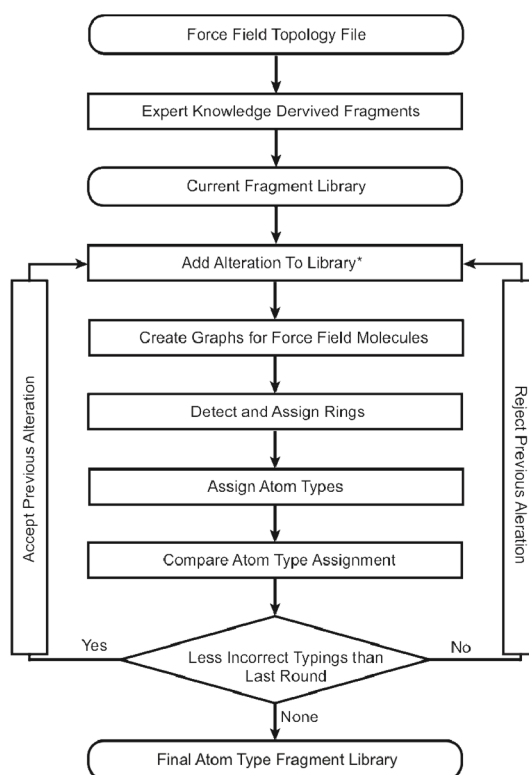 Force Field Topology File
Expert Knowledge Dervived Fragments
Current Fragment Library
Add Alteration To Library*
Create Graphs for Force Field Molecules
Detect and Assign Rings
Assign Atom Types
Compare Atom Type Assignment
Accept Previous Alteration
Reject Previous Aleration
Yes
Less Incorrect Typings than
Last Round
No
None
Final Atom Type Fragment Library